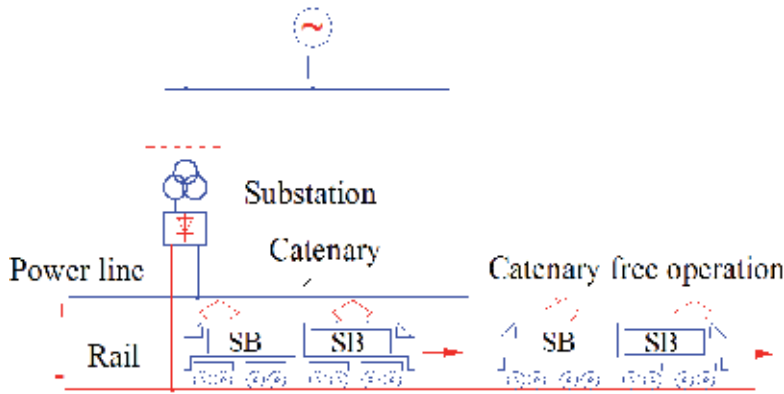 ~
Substation
Catenary
Power line
Catenary free operation
SB
SB
SB
SB
Rail